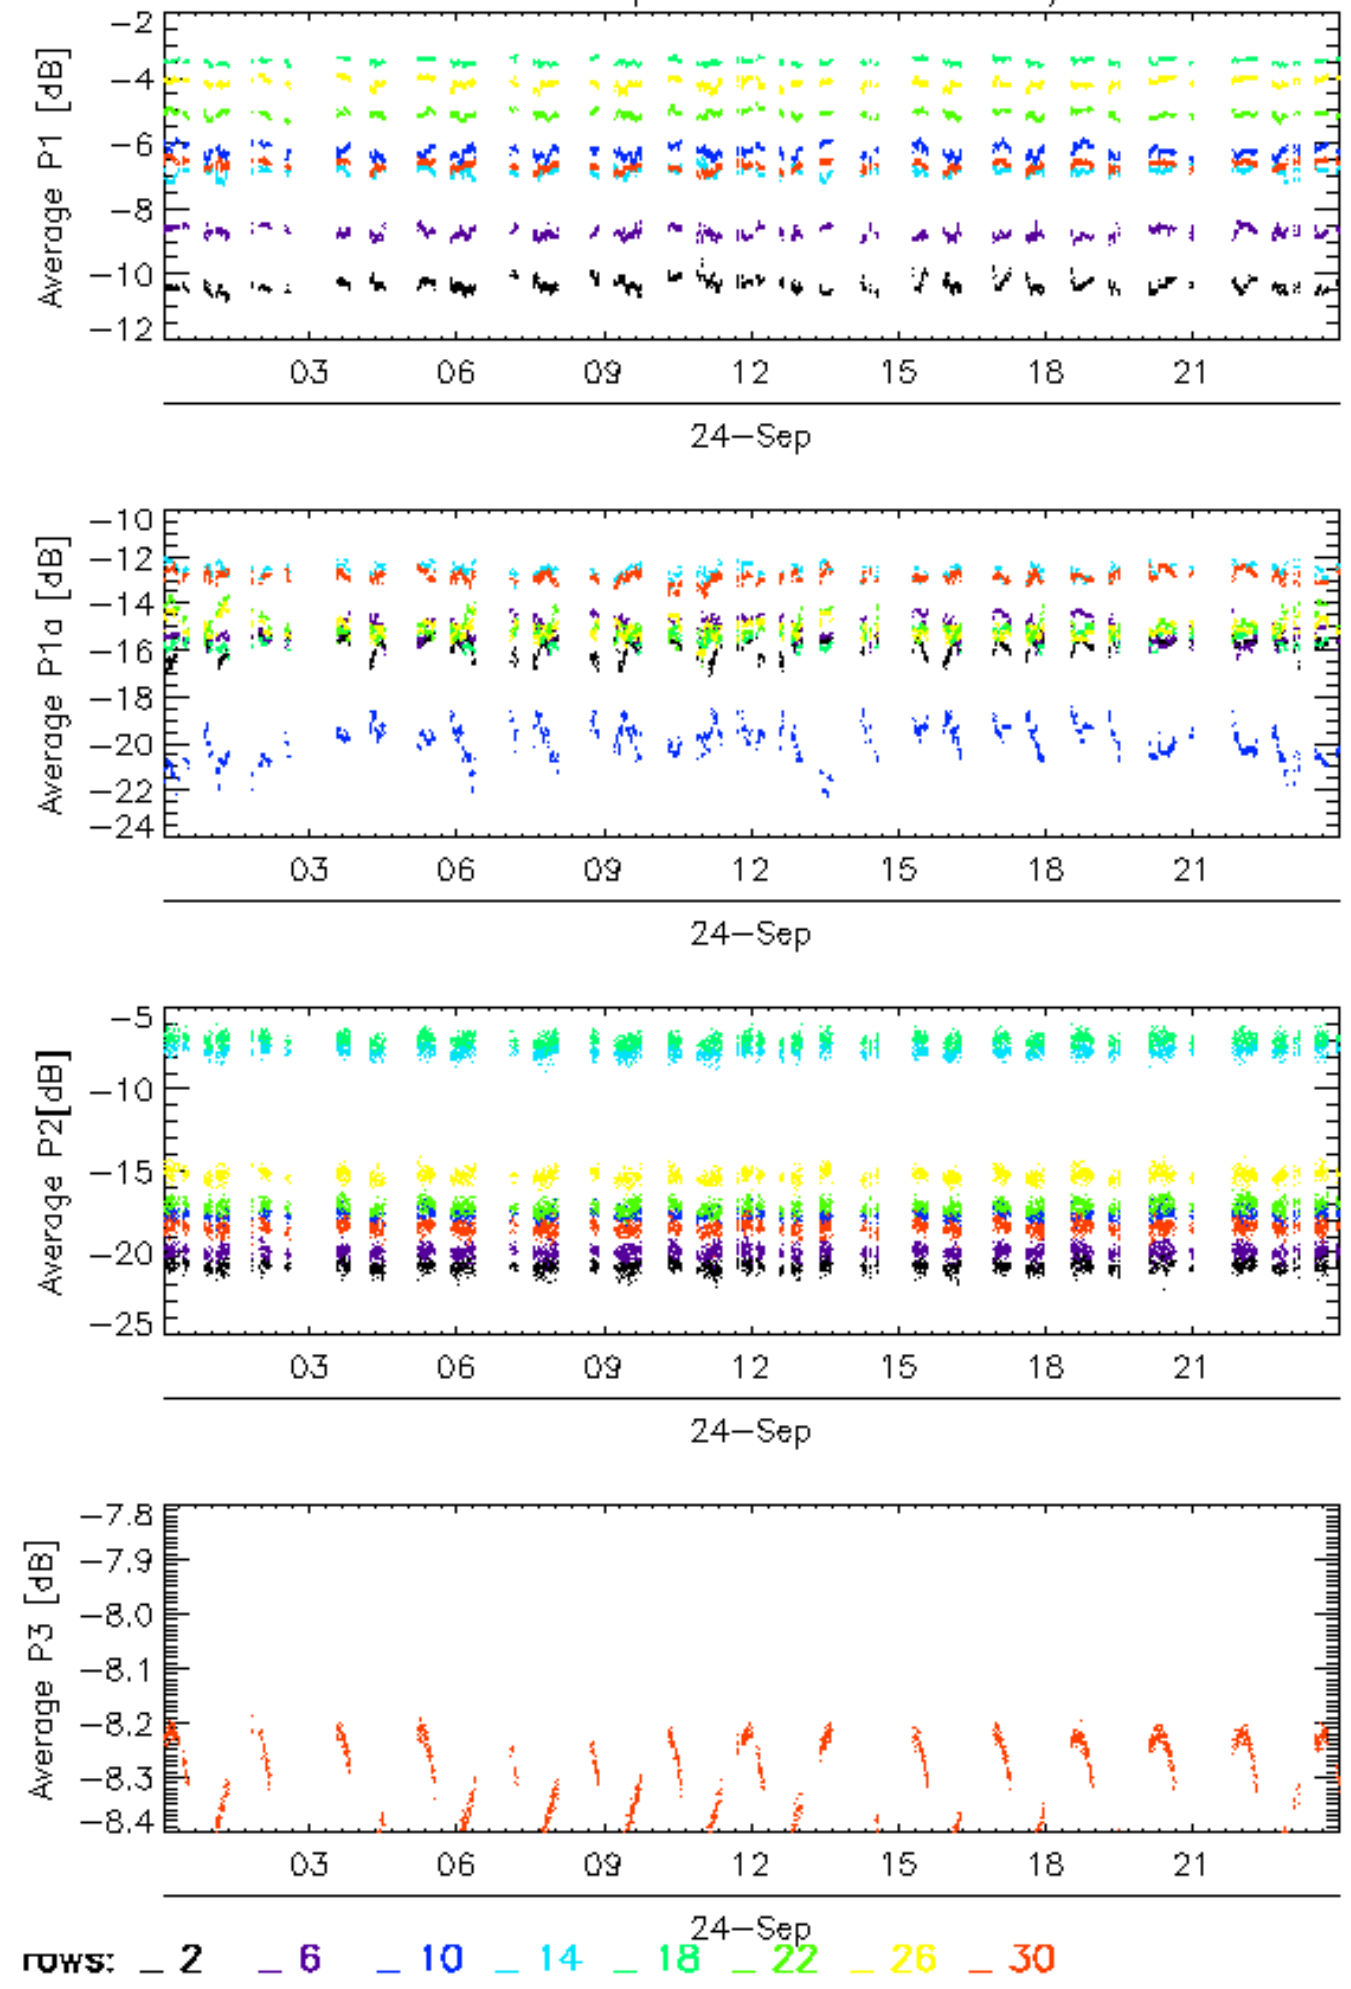 Average P1 [dB]
-2
-4
-6
-8
-10
-12
03 06 09 12 15 18 21
24-Sep
Average P1a [dB]
-10
-12
-14
-16
-18
-20
-22
-24
03 06 09 12 15 18 21
24-Sep
Average P2[dB]
-5
-10
-15
-20
-25
03 06 09 12 15 18 21
24-Sep
Average P3 [dB]
-7.8
-7.9
-8.0
-8.1
-8.2
-8.3
-8.4
03 06 09 12 15 18 21
24-Sep
rows: _ 2 _ 6 _ 10 _ 14 _ 18 _ 22 _ 26 _ 30